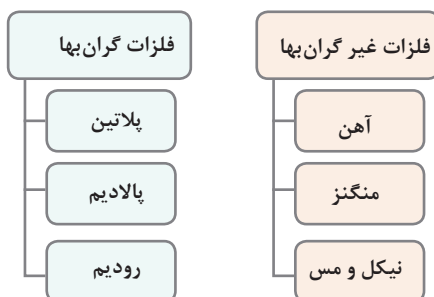 فلزات غیر گران‌بها
آهن
منگنز
نیکل و مس
فلزات گران‌بها
پلاتین
پالادیم
رودیم